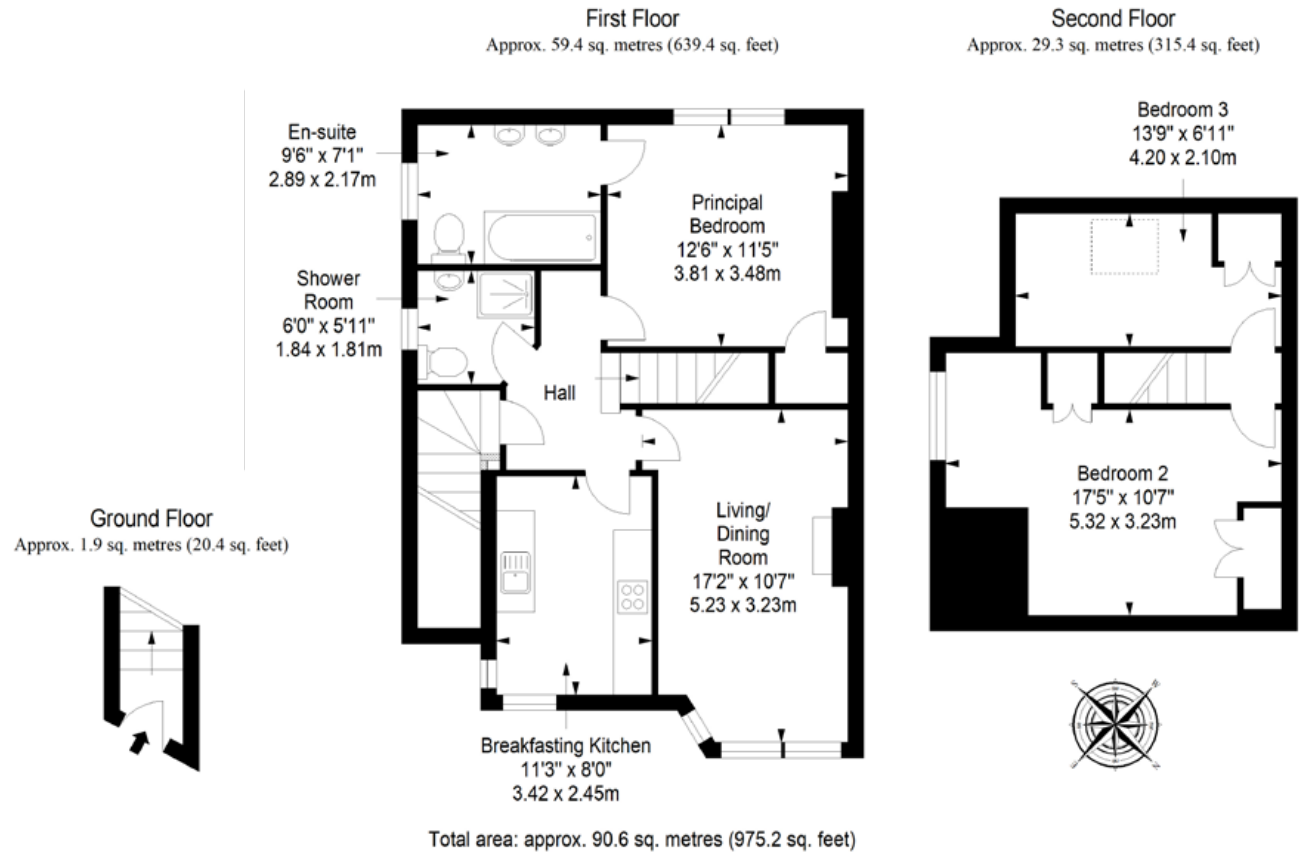 First Floor
Approx. 59.4 sq. metres (639.4 sq. feet)
Second Floor
Approx. 29.3 sq. metres (315.4 sq. feet)
En-suite
9'6" x 7'1"
2.89 x 2.17m
Principal
Bedroom
12'6" x 11'5"
3.81 x 3.48m
Shower
Room
6'0" x 5'11"
1.84 x 1.81m
Hall
Living/
Dining
Room
17'2" x 10'7"
5.23 x 3.23m
Breakfasting Kitchen
11'3" x 8'0"
3.42 x 2.45m
Bedroom 3
13'9" x 6'11"
4.20 x 2.10m
Bedroom 2
17'5" x 10'7"
5.32 x 3.23m
Ground Floor
Approx. 1.9 sq. metres (20.4 sq. feet)
S
W
E
N
Total area: approx. 90.6 sq. metres (975.2 sq. feet)